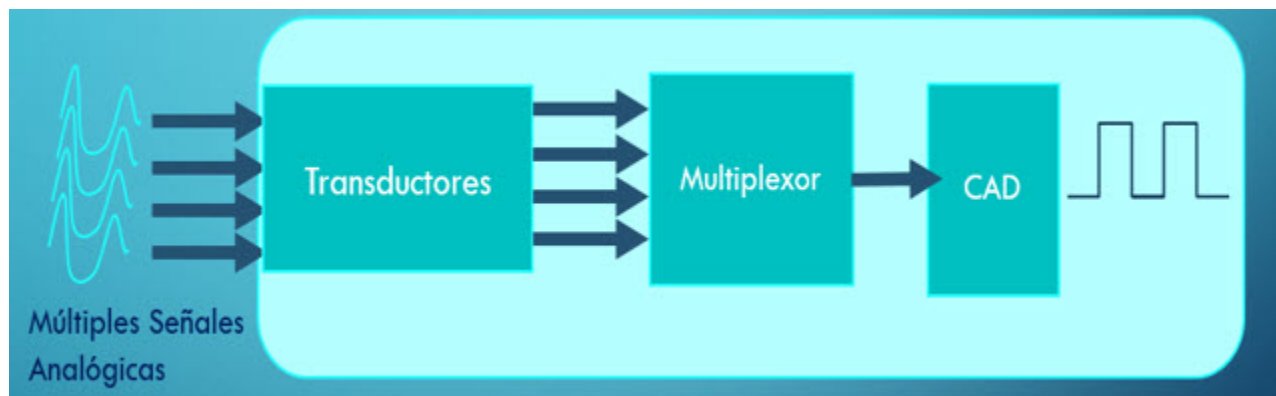 Transductores
Multiplexor
CAD
Múltiples Señales
Analógicas